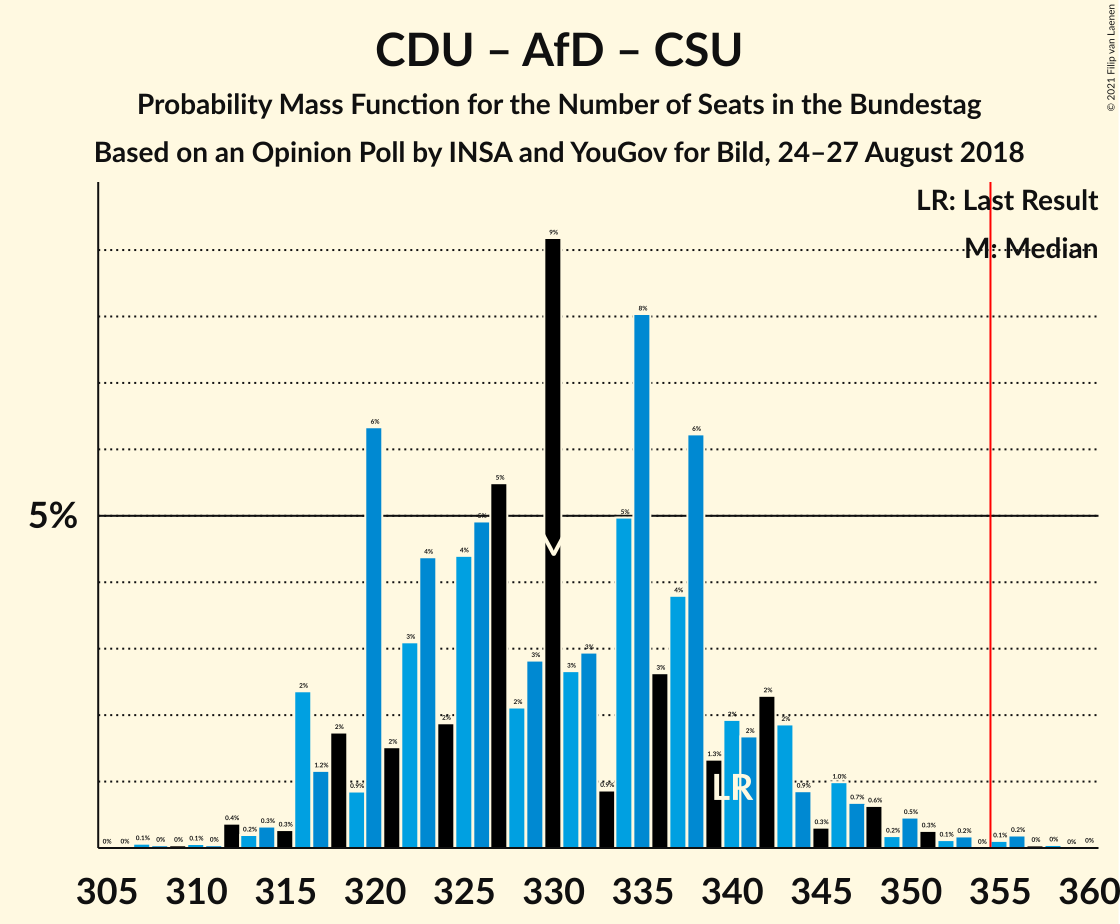 CDU – AfD – CSU
Probability Mass Function for the Number of Seats in the Bundestag
Based on an Opinion Poll by INSA and YouGov for Bild, 24–27 August 2018
© 2021 Filip van Laenen
LR: Last Result
M: Median
5%
0% 0% 0.1% 0% 0% 0.1% 0% 0.4% 0.2% 0.3% 0.3% 2% 1.2% 2% 0.9% 6% 2% 3% 4% 2% 4% 5% 5% 2% 3% 9% 3% 3% 0.9% 5% 8% 3% 4% 6% 1.3% 2% 2% 2% 2% 0.9% 0.3% 1.0% 0.7% 0.6% 0.2% 0.5% 0.3% 0.1% 0.2% 0% 0.1% 0.2% 0% 0% 0% 0%
LR
305 310 315 320 325 330 335 340 345 350 355 360